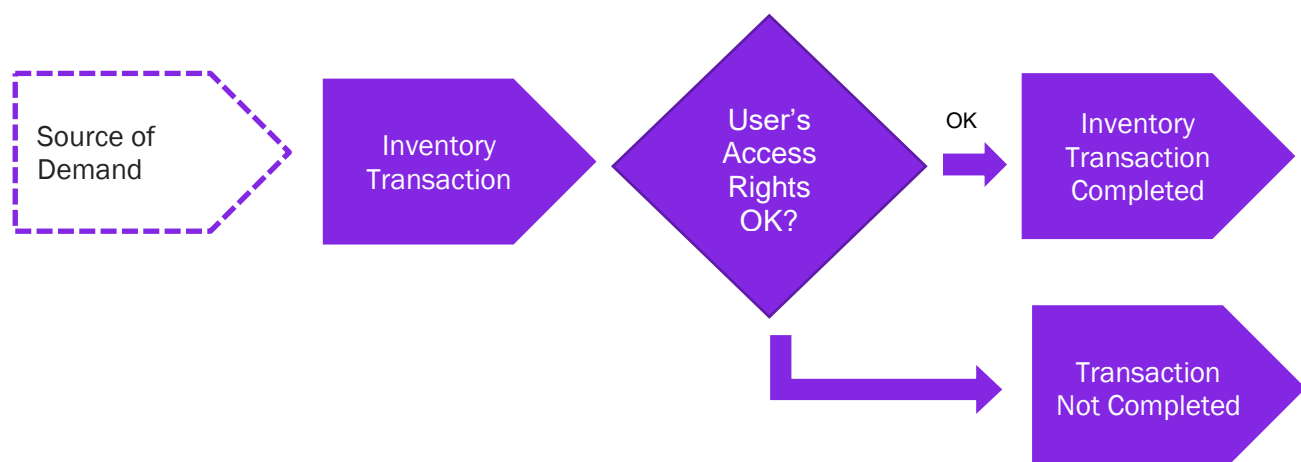 Source of
Demand
Inventory
Transaction
User’s
Access
Rights
OK?
OK
Inventory
Transaction
Completed
Transaction
Not Completed